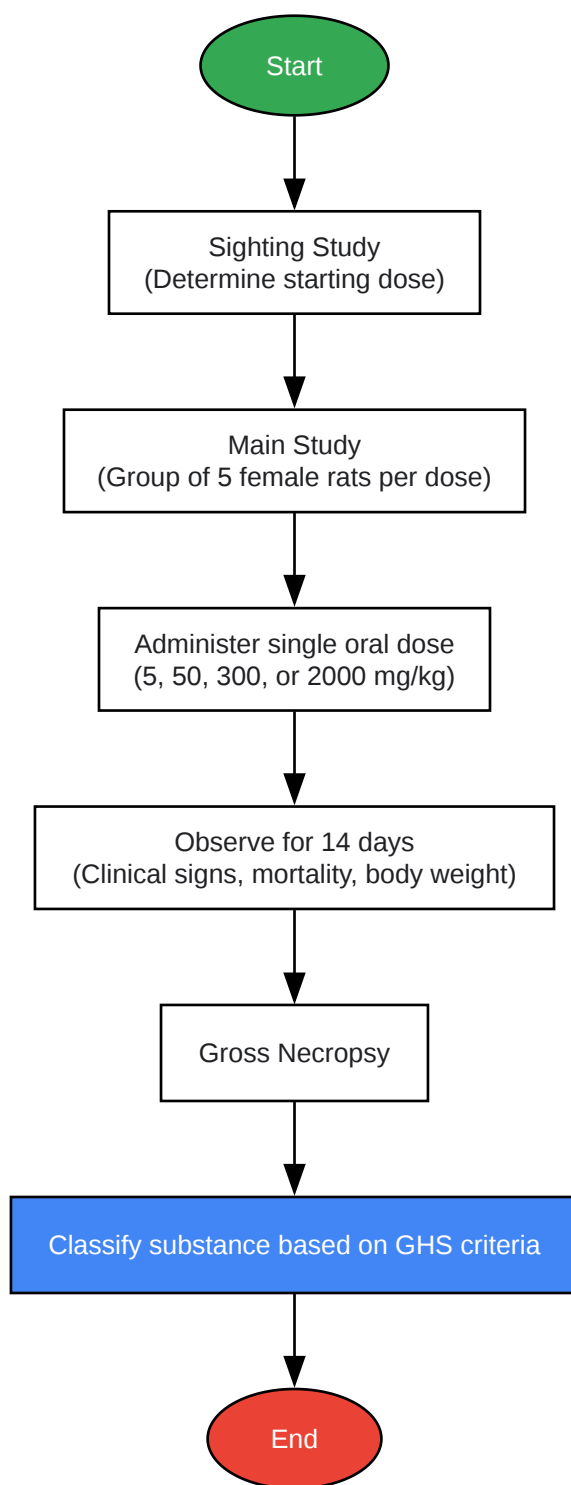 Start
Sighting Study
(Determine starting dose)
Main Study
(Group of 5 female rats per dose)
Administer single oral dose
(5, 50, 300, or 2000 mg/kg)
Observe for 14 days
(Clinical signs, mortality, body weight)
Gross Necropsy
Classify substance based on GHS criteria
End